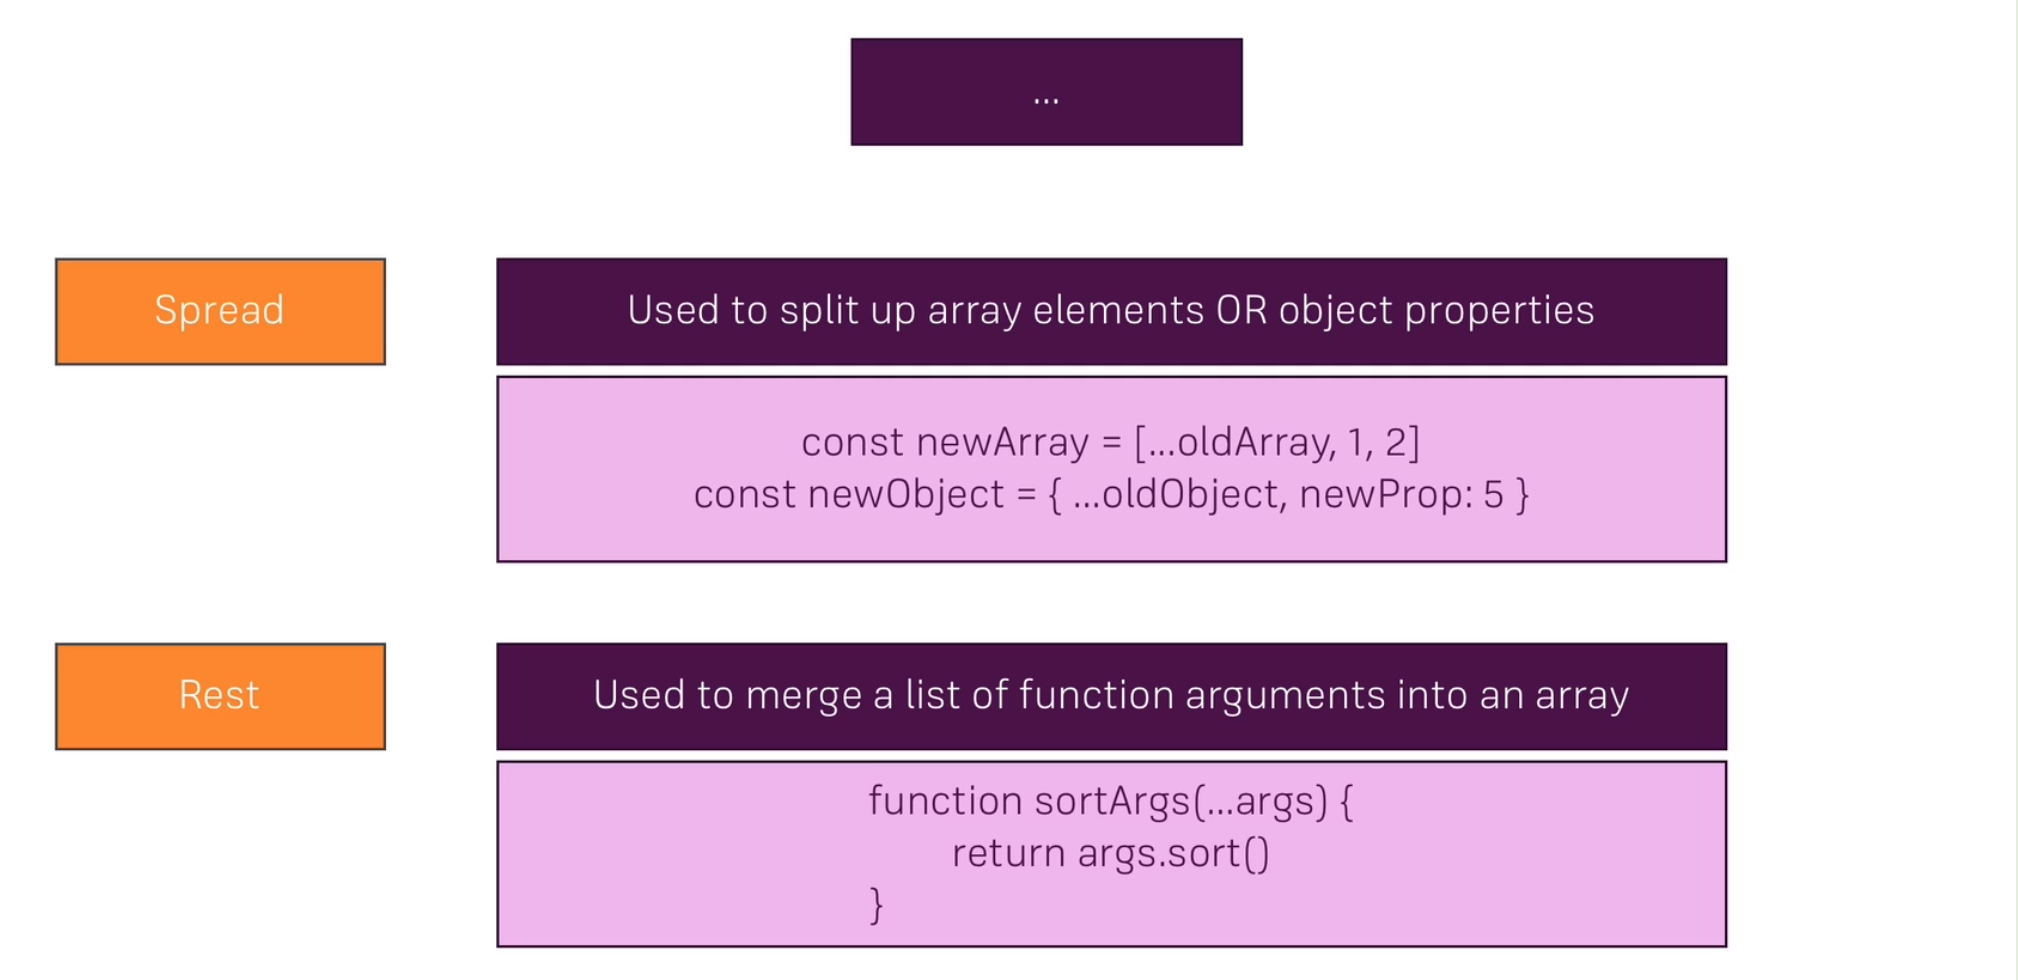 ...
Spread
Used to split up array elements OR object properties
const newArray = [...oldArray, 1, 2]
const newObject = { ...oldObject, newProp: 5 }
Rest
Used to merge a list of function arguments into an array
function sortArgs(...args) {
return args.sort()
}